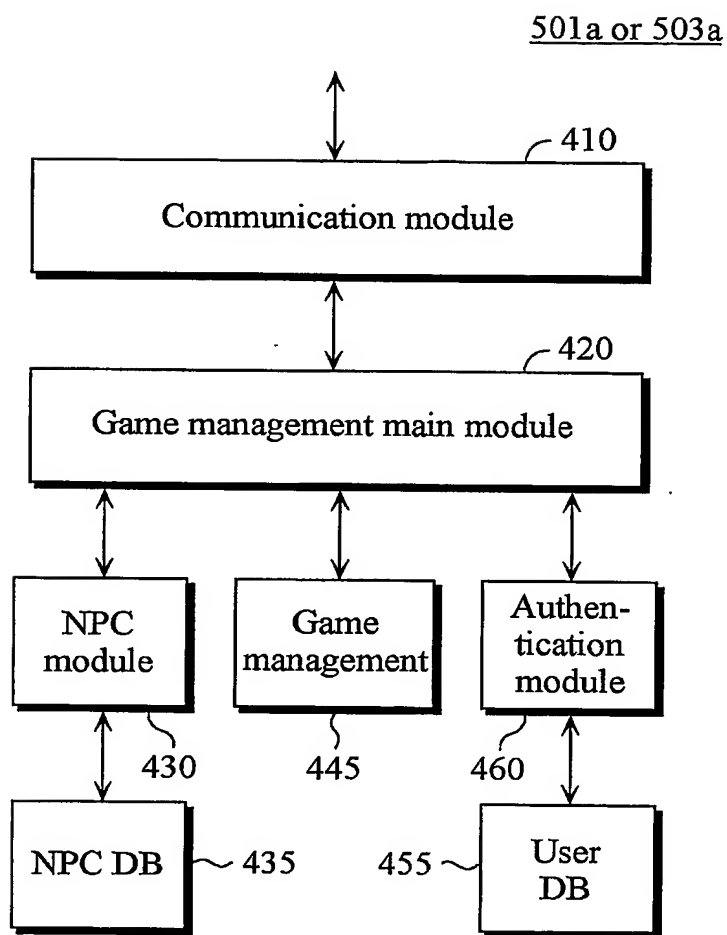 501a or 503a
410
Communication module
420
Game management main module
NPC
module
Game
management
Authen-
tication
module
430
445
460
NPC DB
435
455
User
DB